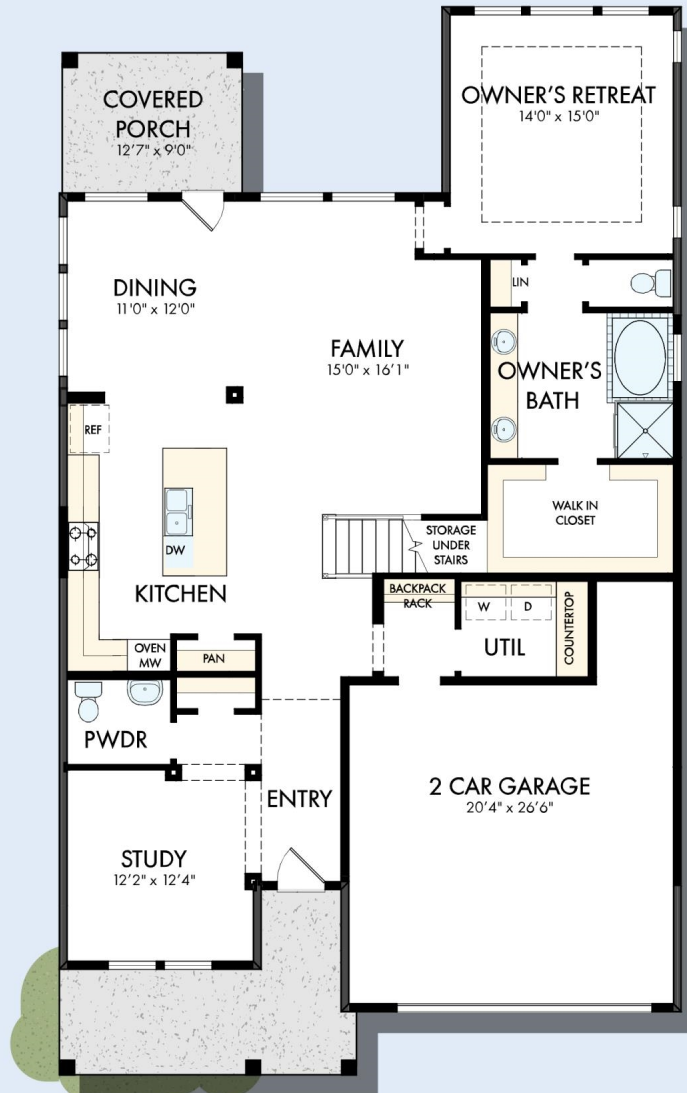 COVERED
PORCH
12'7" x 9'0"
OWNER'S RETREAT
14'0" x 15'0"
DINING
11'0" x 12'0"
FAMILY
15'0" x 16'1"
LIN
OWNER'S
BATH
REF
WALK IN
CLOSET
DW
STORAGE
UNDER
STAIRS
KITCHEN
BACKPACK
RACK
W
D
COUNTERTOP
UTIL
OVEN
MW
PAN
PWDR
ENTRY
2 CAR GARAGE
20'4" x 26'6"
STUDY
12'2" x 12'4"